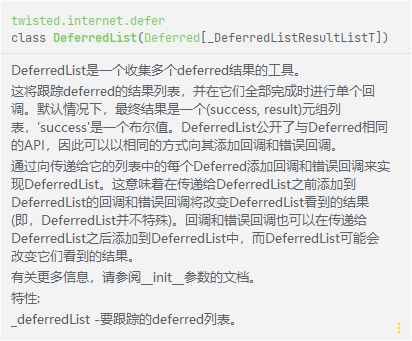 twisted.internet.defer
class DeferredList(Deferred[_DeferredListResultListT])
DeferredList是一个收集多个deferred结果的工具。
这将跟踪deferred的结果列表，并在它们全部完成时进行单个回
调。默认情况下，最终结果是一个(success, result)元组列
表，'success'是一个布尔值。DeferredList公开了与Deferred相同
的API，因此可以以相同的方式向其添加回调和错误回调。
通过向传递给它的列表中的每个Deferred添加回调和错误回调来实
现DeferredList。这意味着在传递给DeferredList之前添加到
DeferredList的回调和错误回调将改变DeferredList看到的结果
(即，DeferredList并不特殊)。回调和错误回调也可以在传递给
DeferredList之后添加到DeferredList中，而DeferredList可能会
改变它们看到的结果。
有关更多信息，请参阅__init__参数的文档。
特性:
_deferredList -要跟踪的deferred列表。